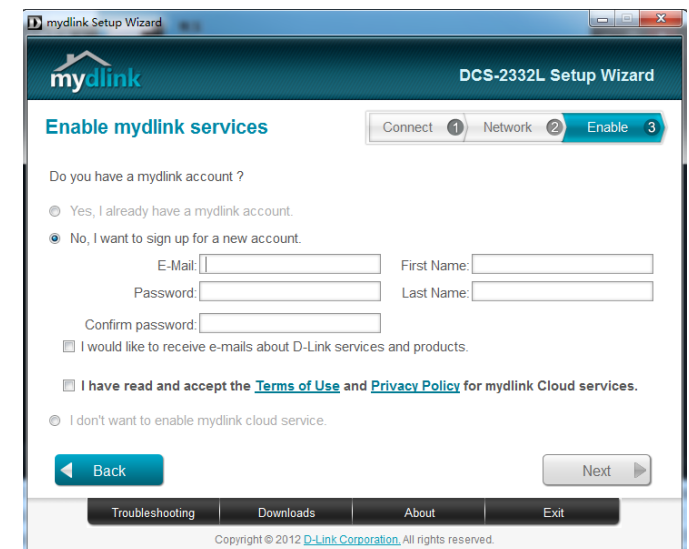 mydlink Setup Wizard
mydlink
DCS-2332L Setup Wizard
Enable mydlink services
Connect 1 Network 2 Enable 3
Do you have a mydlink account ?
Yes, I already have a mydlink account.
No, I want to sign up for a new account.
E-Mail: First Name:
Password: Last Name:
Confirm password:
I would like to receive e-mails about D-Link services and products.
I have read and accept the Terms of Use and Privacy Policy for mydlink Cloud services.
I don't want to enable mydlink cloud service.
Back Next
Troubleshooting Downloads About Exit
Copyright © 2012 D-Link Corporation. All rights reserved.